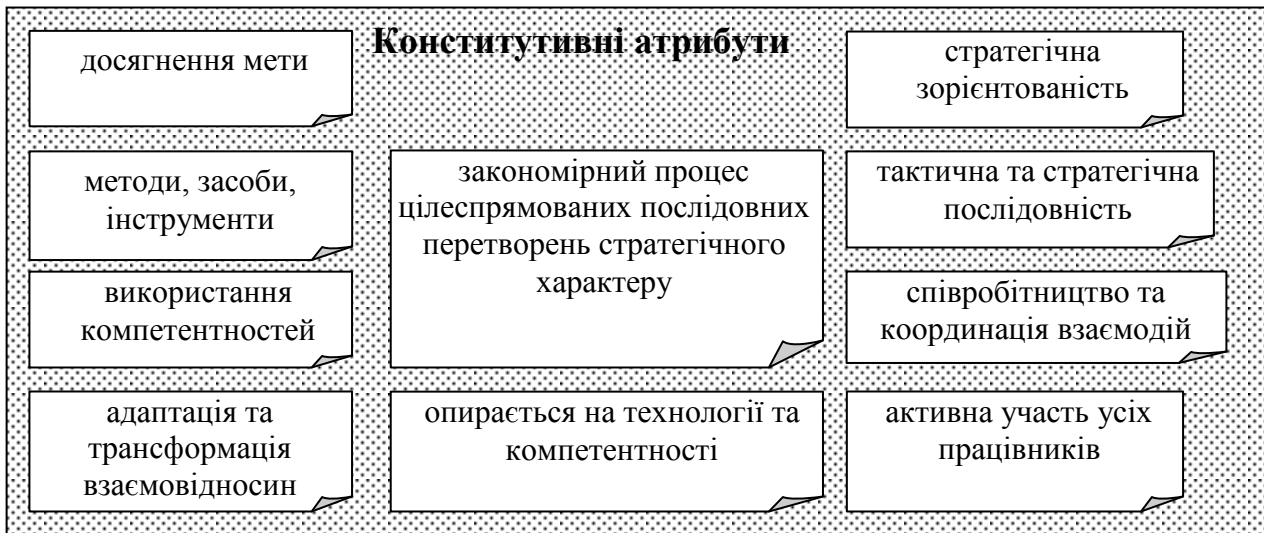 Конститутивні атрибути
досягнення мети
стратегічна
зорієнтованість
методи, засоби,
інструменти
закономірний процес
цілеспрямованих послідовних
перетворень стратегічного
характеру
тактична та стратегічна
послідовність
використання
компетентностей
співробітництво та
координація взаємодій
адаптація та
трансформація
взаємовідносин
опирається на технології та
компетентності
активна участь усіх
працівників